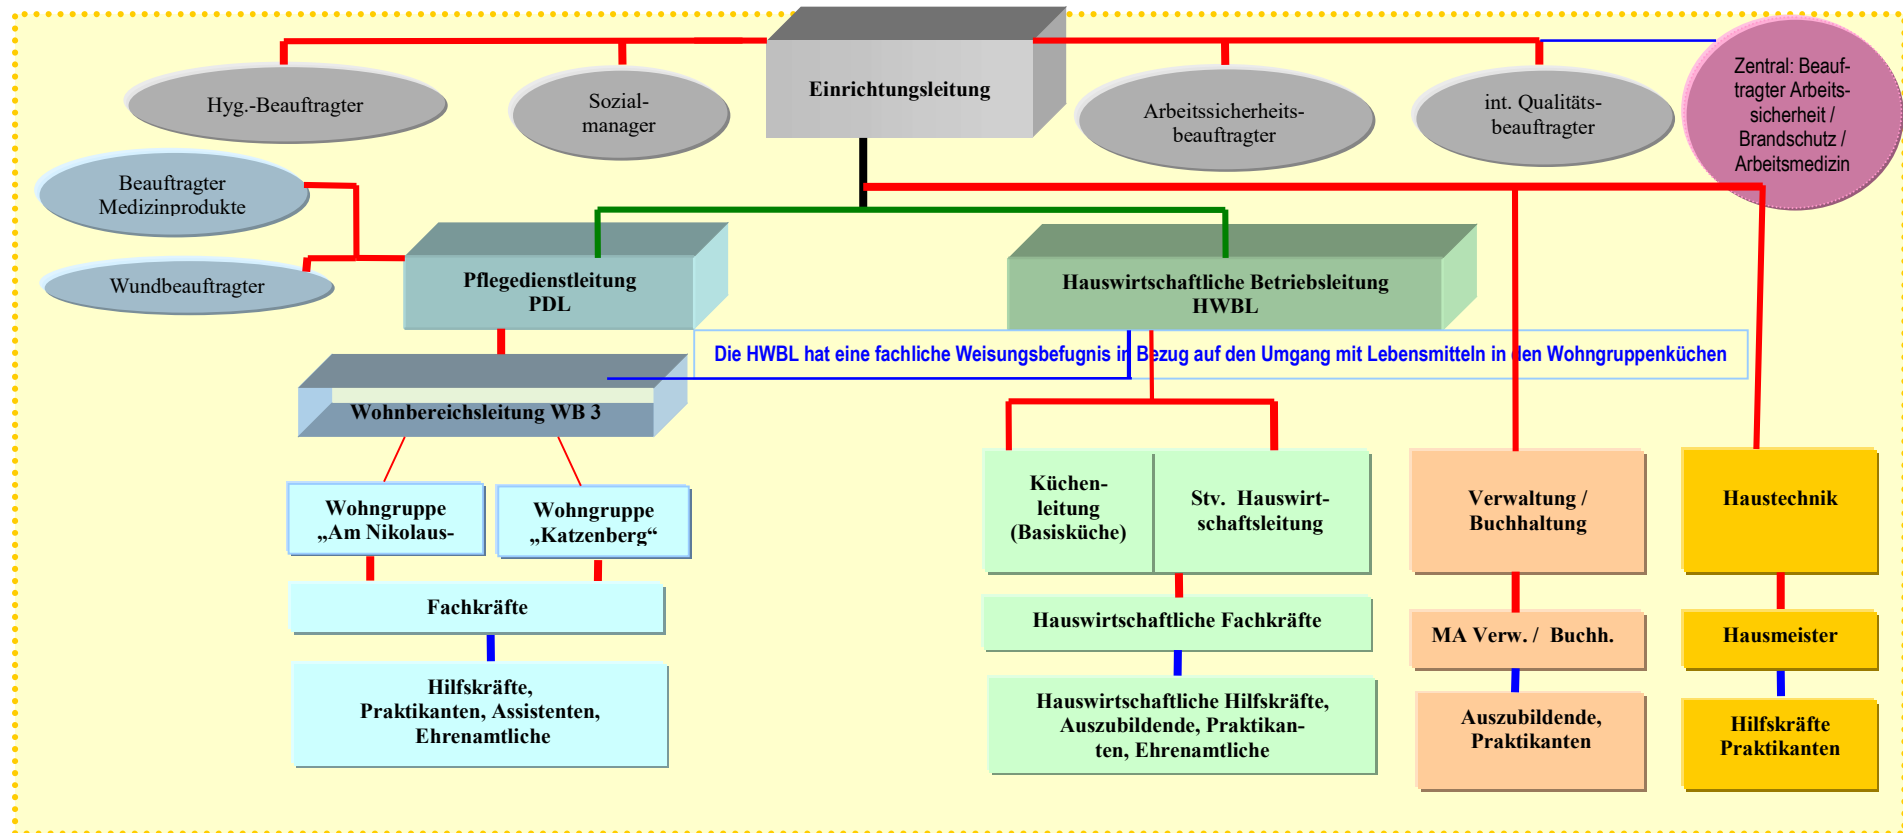 Einrichtungsleitung
Hyg.-Beauftragter
Sozial-
manager
Arbeitssicherheits-
beauftragter
int. Qualitäts-
beauftragter
Zentral: Beauf-
tragter Arbeits-
sicherheit /
Brandschutz /
Arbeitsmedizin
Beauftragter
Medizinprodukte
Wundbeauftragter
Pflegedienstleitung
PDL
Hauswirtschaftliche Betriebsleitung
HWBL
Die HWBL hat eine fachliche Weisungsbefugnis in Bezug auf den Umgang mit Lebensmitteln in den Wohngruppenküchen
Wohnbereichsleitung WB 3
Wohngruppe
„Am Nikolaus-
Wohngruppe
„Katzenberg“
Fachkräfte
Hilfskräfte,
Praktikanten, Assistenten,
Ehrenamtliche
Küchen-
leitung
(Basisküche)
Stv. Hauswirt-
schaftsleitung
Hauswirtschaftliche Fachkräfte
Hauswirtschaftliche Hilfskräfte,
Auszubildende, Praktikan-
ten, Ehrenamtliche
Verwaltung /
Buchhaltung
MA Verw. / Buchh.
Auszubildende,
Praktikanten
Haustechnik
Hausmeister
Hilfskräfte
Praktikanten